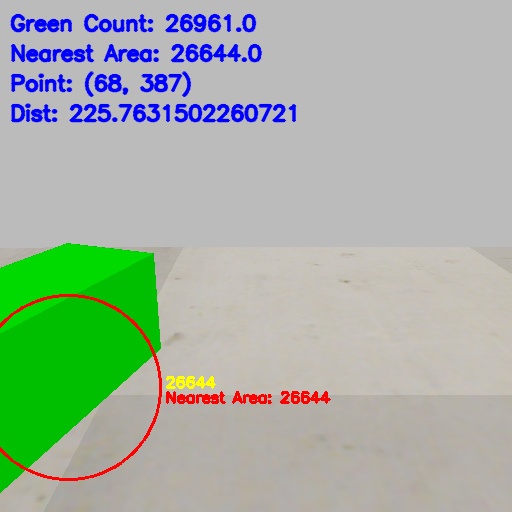 Green Count: 26961.0
Nearest Area: 26644.0
Point: (68, 387)
Dist: 225.7631502260721
26644
Nearest Area: 26644